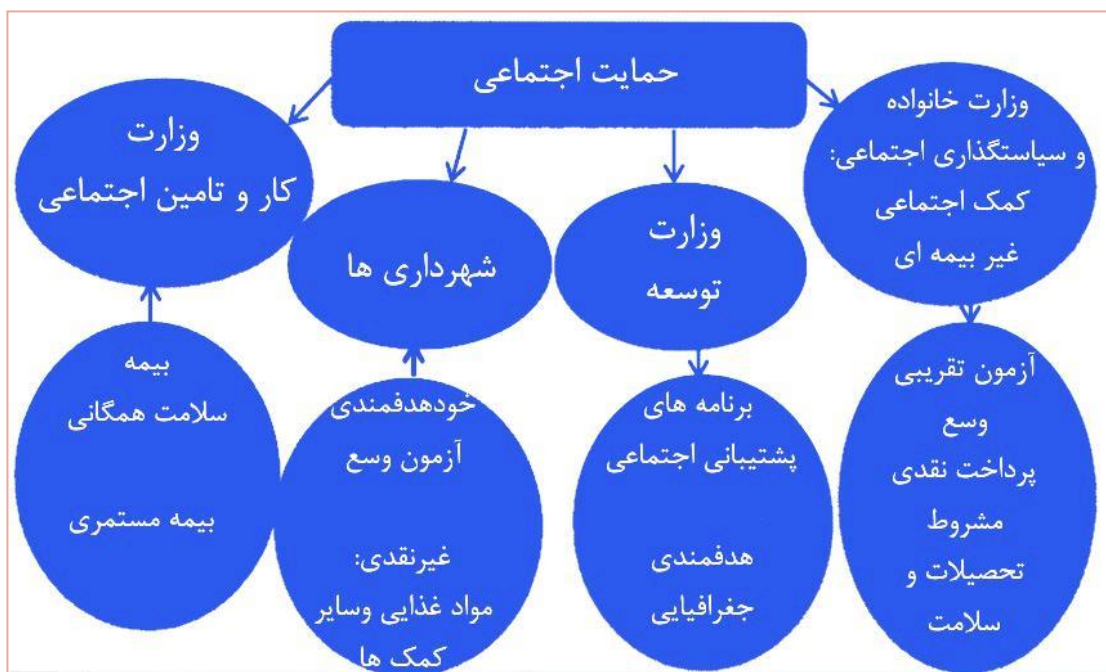 حمایت اجتماعی
وزارت خانواده
و سیاستگذاری اجتماعی:
کمک اجتماعی
غیر بیمه ای
وزارت
توسعه
شهرداری ها
وزارت
کار و تامین اجتماعی
آزمون تقریبی
وسع
پرداخت نقدی
مشروط
تحصیلات و
سلامت
برنامه های
پشتیبانی اجتماعی
هدفمندی
جغرافیایی
خودهدفمندی
آزمون وسع
غیرنقدی:
مواد غذایی وسایر
کمک ها
بیمه
سلامت همگانی
بیمه مستمری